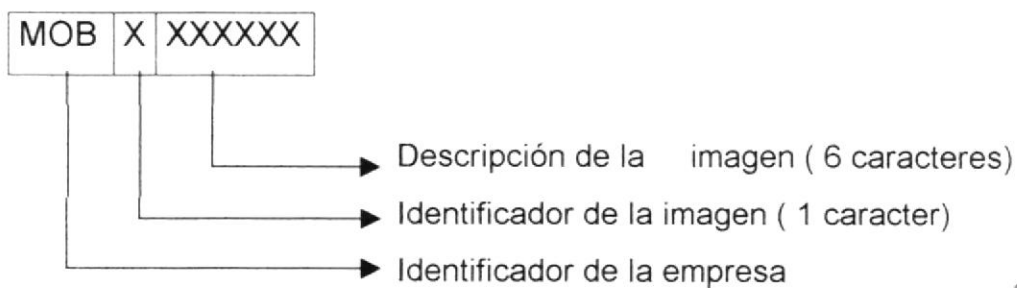 MOB X XXXXXX
Descripción de la imagen ( 6 caracteres)
Identificador de la imagen ( 1 caracter)
Identificador de la empresa